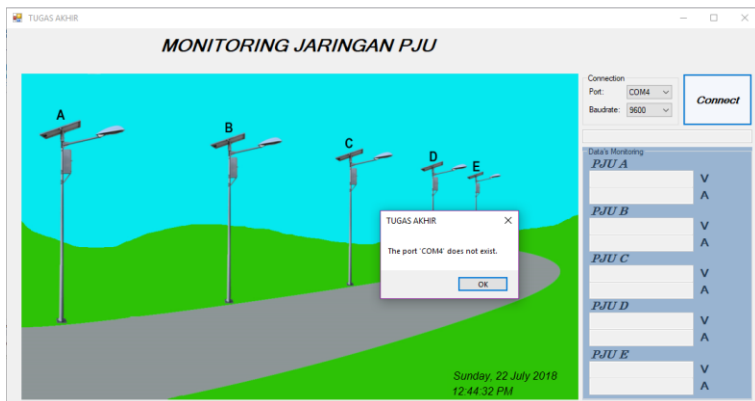 TUGAS AKHIR
MONITORING JARINGAN PJU
Connection
Port: COM4
Baudrate: 9600
Connect
A
B
C
D
E
Data's Monitoring
PJU A
V
A
PJU B
V
A
PJU C
V
A
PJU D
V
A
PJU E
V
A
TUGAS AKHIR
The port 'COM4' does not exist.
OK
Sunday, 22 July 2018
12:44:32 PM